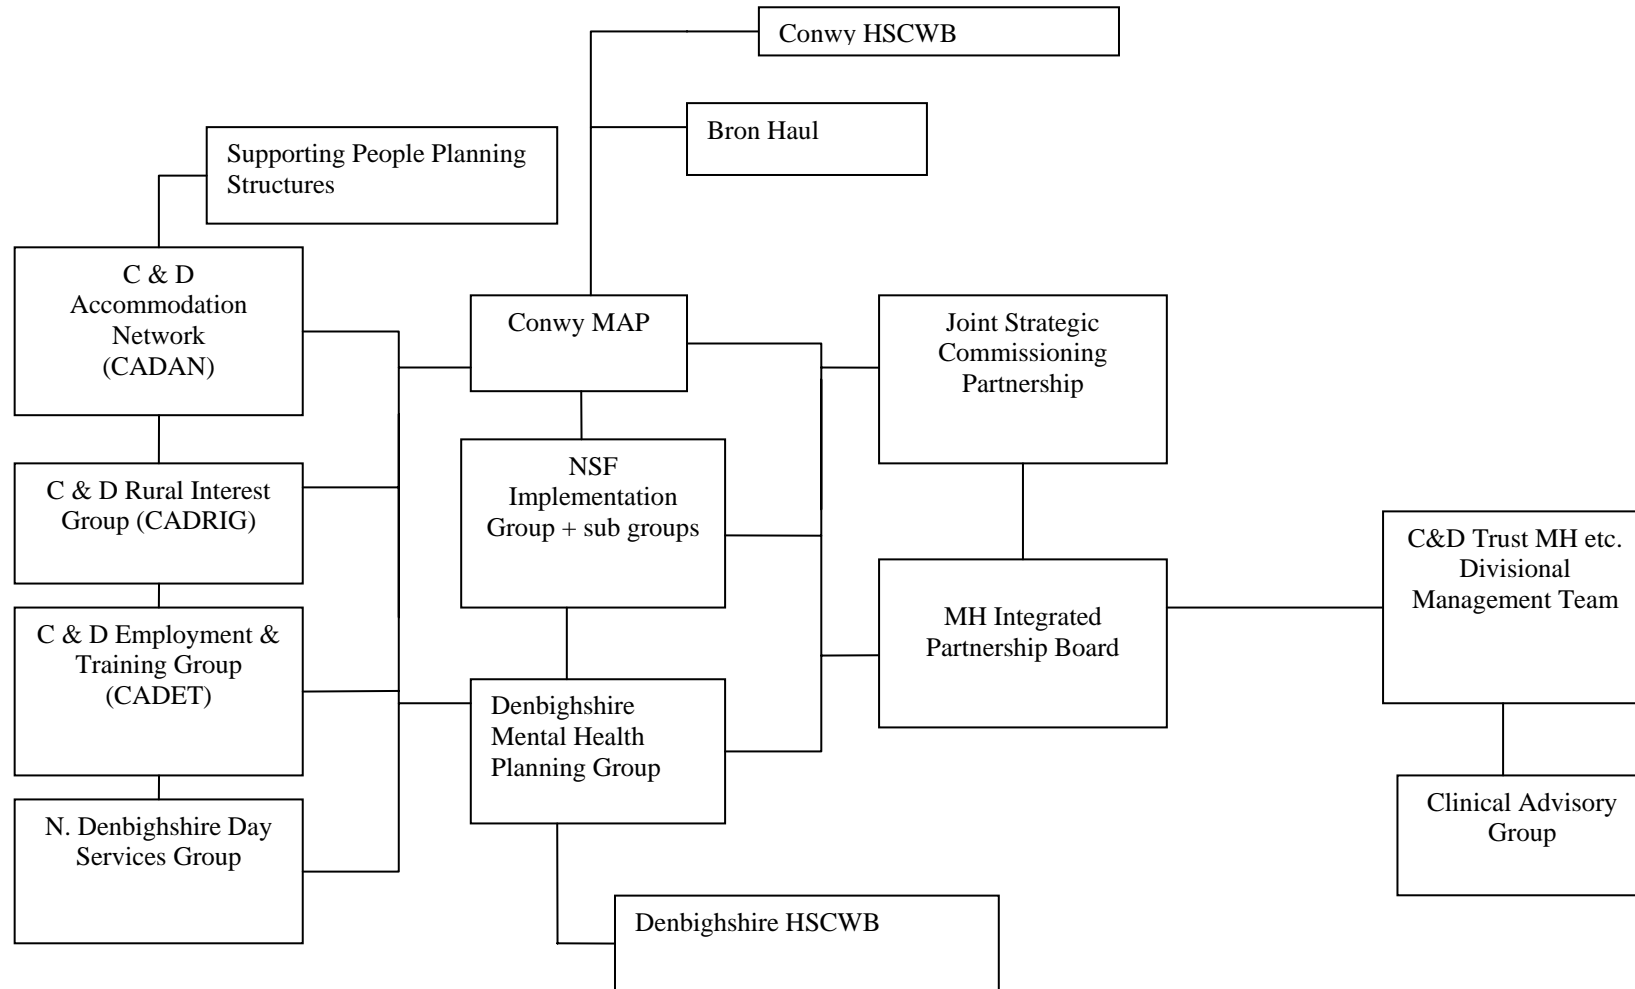 Conwy HSCWB
Bron Haul
Supporting People Planning
Structures
C & D
Accommodation
Network
(CADAN)
Conwy MAP
Joint Strategic
Commissioning
Partnership
NSF
Implementation
Group + sub groups
C & D Rural Interest
Group (CADRIG)
C&D Trust MH etc.
Divisional
Management Team
MH Integrated
Partnership Board
C & D Employment &
Training Group
(CADET)
Denbighshire
Mental Health
Planning Group
N. Denbighshire Day
Services Group
Clinical Advisory
Group
Denbighshire HSCWB